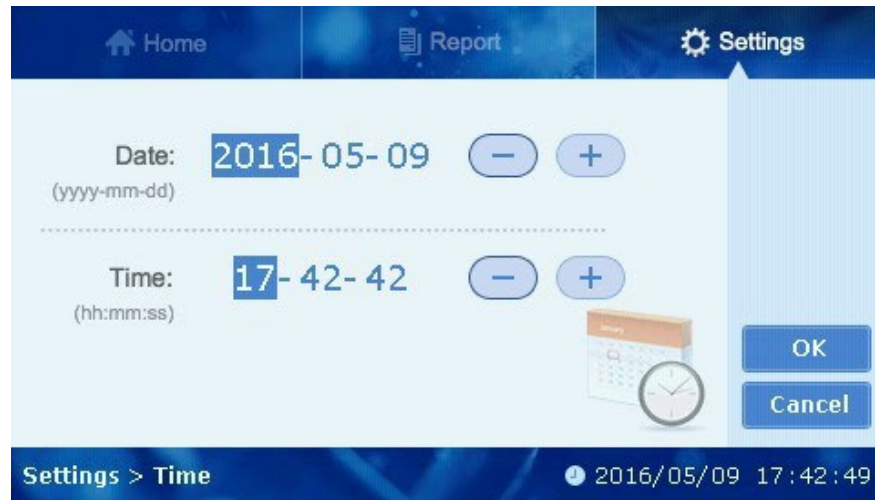 Home Report Settings
Date: 2016- 05- 09 − +
(yyyy-mm-dd)
Time: 17- 42- 42 − +
(hh:mm:ss)
January
OK
Cancel
Settings > Time 2016/05/09 17:42:49